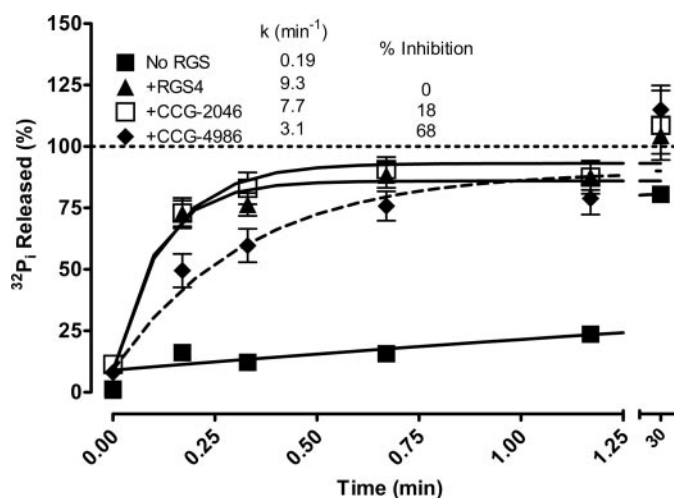 k (min⁻¹) % Inhibition
No RGS 0.19
+RGS4 9.3 0
+CCG-2046 7.7 18
+CCG-4986 3.1 68
³²Pᵢ Released (%)
150
125
100
75
50
25
0
0.00 0.25 0.50 0.75 1.00 1.25 30
Time (min)